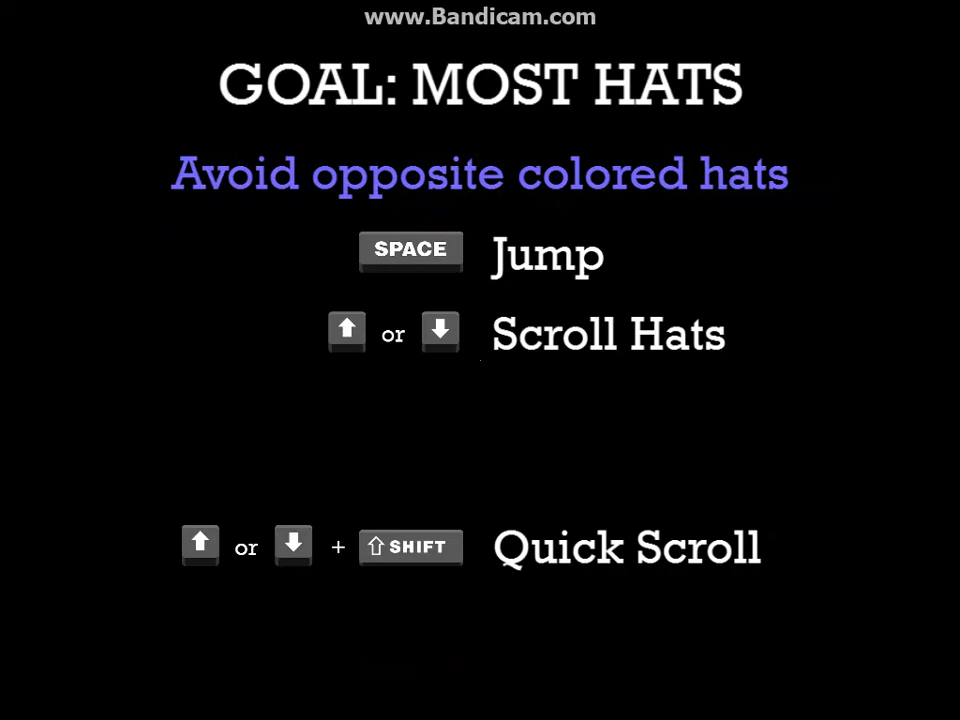 www.Bandicam.com
GOAL: MOST HATS
Avoid opposite colored hats
SPACE Jump
or Scroll Hats
or + SHIFT Quick Scroll